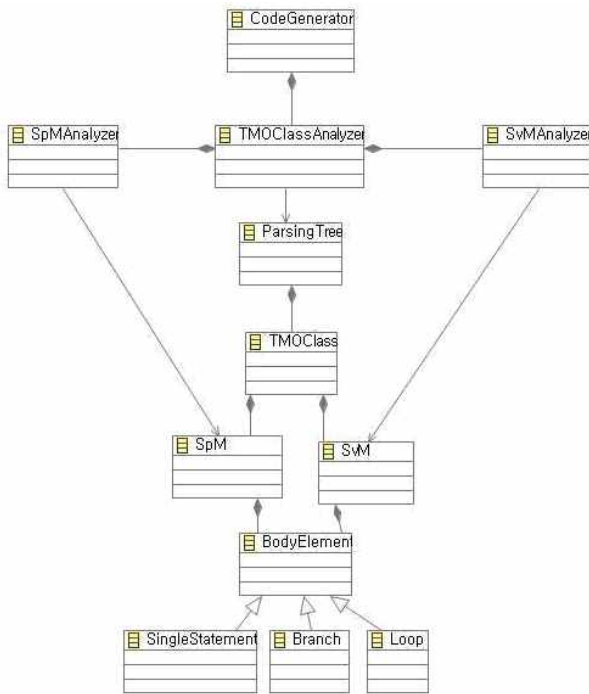 CodeGenerator
SpMAnalyzer
TMOClassAnalyzer
SvMAnalyzer
ParsingTree
TMOClass
SpM
SvM
BodyElement
SingleStatement
Branch
Loop